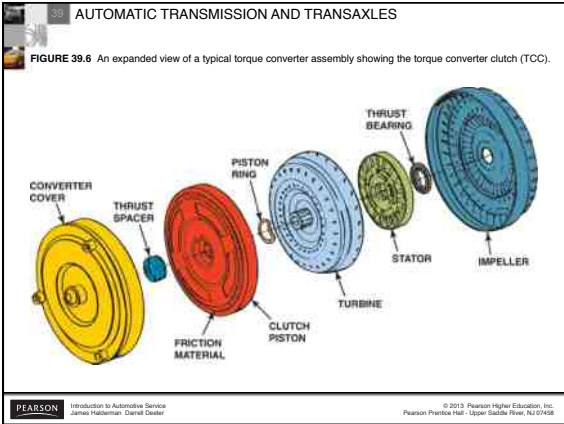 39 AUTOMATIC TRANSMISSION AND TRANSAXLES
FIGURE 39.6 An expanded view of a typical torque converter assembly showing the torque converter clutch (TCC).
THRUST
BEARING
PISTON
RING
CONVERTER
COVER
THRUST
SPACER
STATOR
IMPELLER
TURBINE
CLUTCH
PISTON
FRICTION
MATERIAL
PEARSON
Introduction to Automotive Service
James Halderman Darrell Deeter
© 2013 Pearson Higher Education, Inc.
Pearson Prentice Hall - Upper Saddle River, NJ 07458